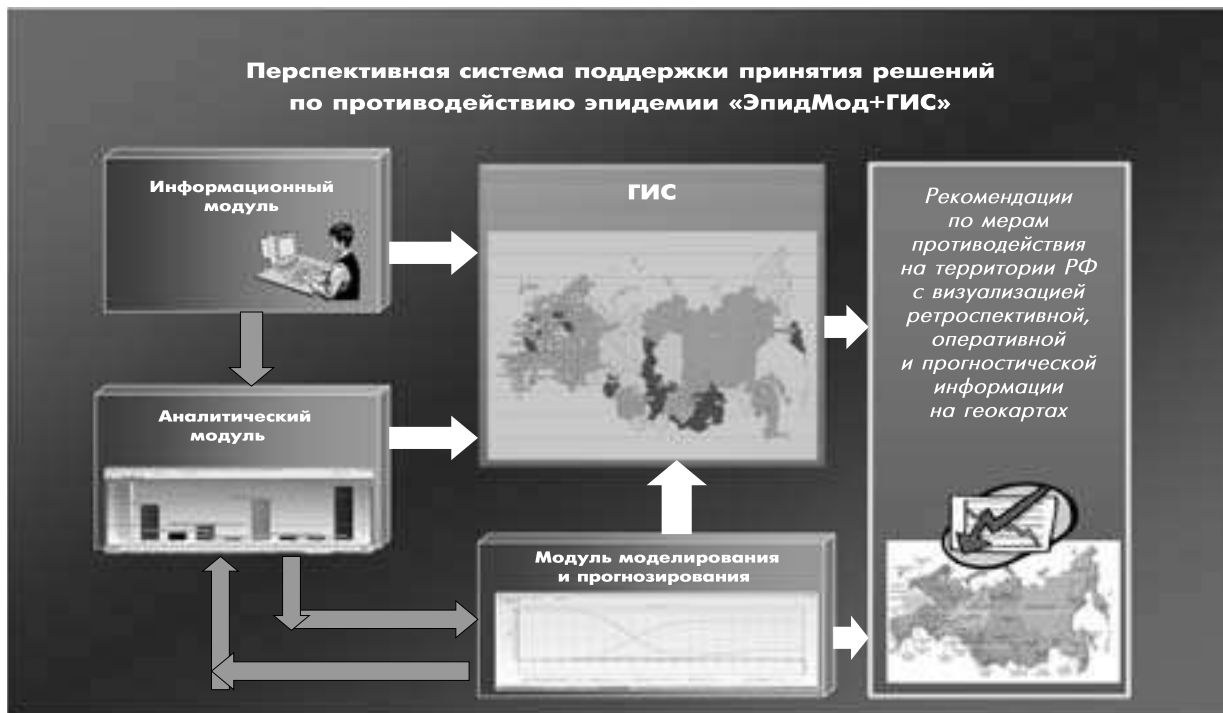 Перспективная система поддержки принятия решений
по противодействию эпидемии «ЭпидМод+ГИС»
Информационный
модуль
ГИС
Рекомендации
по мерам
противодействия
на территории РФ
с визуализацией
ретроспективной,
оперативной
и прогностической
информации
на геокартах
Аналитический
модуль
Модуль моделирования
и прогнозирования